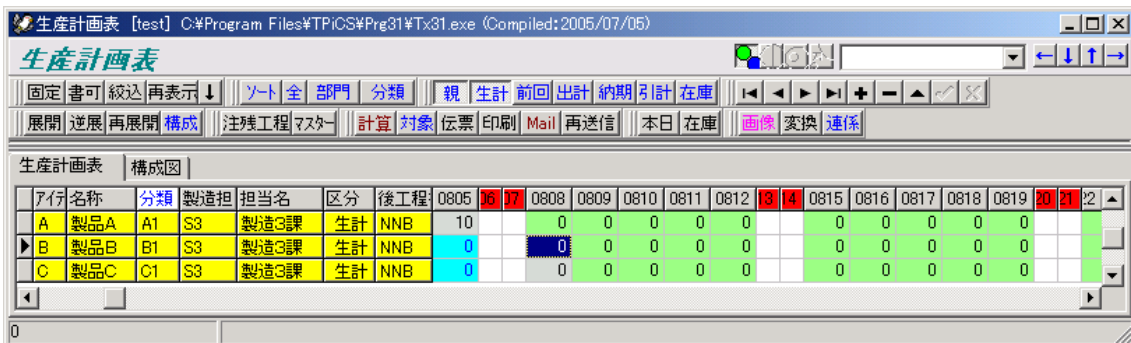 生産計画表 [test] C:¥Program Files¥TPiCS¥Prg31¥Tx31.exe (Compiled:2005/07/05)
生産計画表
固定 書可 絞込 再表示 ↓ ソート 全 部門 分類 親 生計 前回 出計 納期 引計 在庫
展開 逆展 再展開 構成 注残 工程 マスター 計算 対象 伝票 印刷 Mail 再送信 本日 在庫 画像 変換 連係
生産計画表 構成図
アイテ 名称 分類 製造担 担当名 区分 後工程 0805 06 07 0808 0809 0810 0811 0812 13 14 0815 0816 0817 0818 0819 20 21 22
A 製品A A1 S3 製造3課 生計 NNB 10 0 0 0 0 0 0 0 0 0 0
B 製品B B1 S3 製造3課 生計 NNB 0 0 0 0 0 0 0 0 0 0 0
C 製品C C1 S3 製造3課 生計 NNB 0 0 0 0 0 0 0 0 0 0 0
0